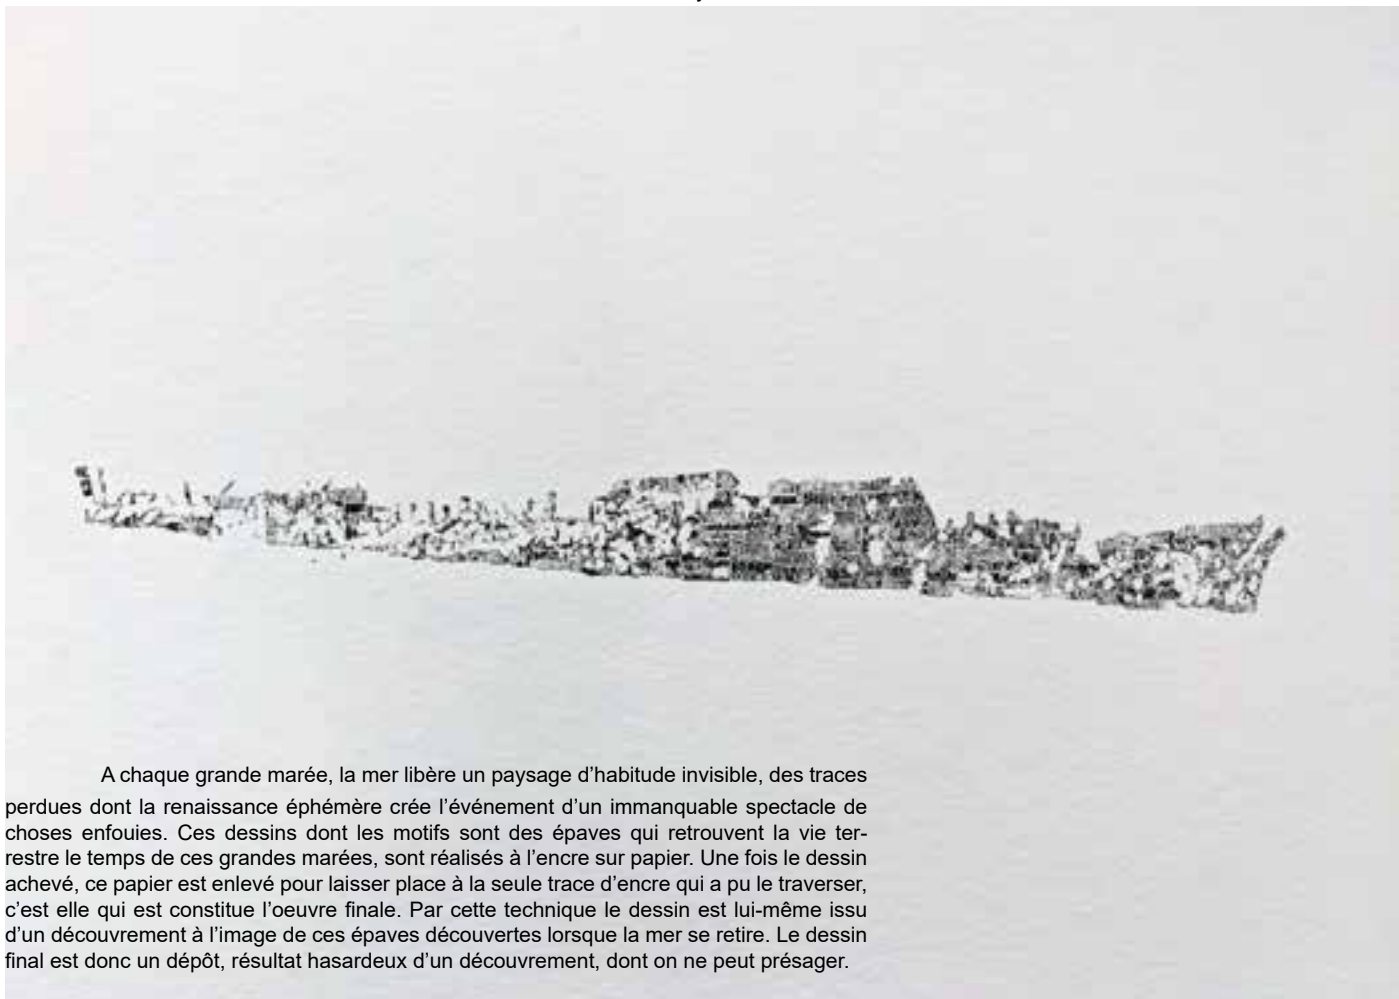 A chaque grande marée, la mer libère un paysage d’habitude invisible, des traces
perdues dont la renaissance éphémère crée l’événement d’un immanquable spectacle de
choses enfouies. Ces dessins dont les motifs sont des épaves qui retrouvent la vie ter-
restre le temps de ces grandes marées, sont réalisés à l’encre sur papier. Une fois le dessin
achevé, ce papier est enlevé pour laisser place à la seule trace d’encre qui a pu le traverser,
c’est elle qui est constitue l’oeuvre finale. Par cette technique le dessin est lui-même issu
d’un découvrement à l’image de ces épaves découvertes lorsque la mer se retire. Le dessin
final est donc un dépôt, résultat hasardeux d’un découvrement, dont on ne peut présager.